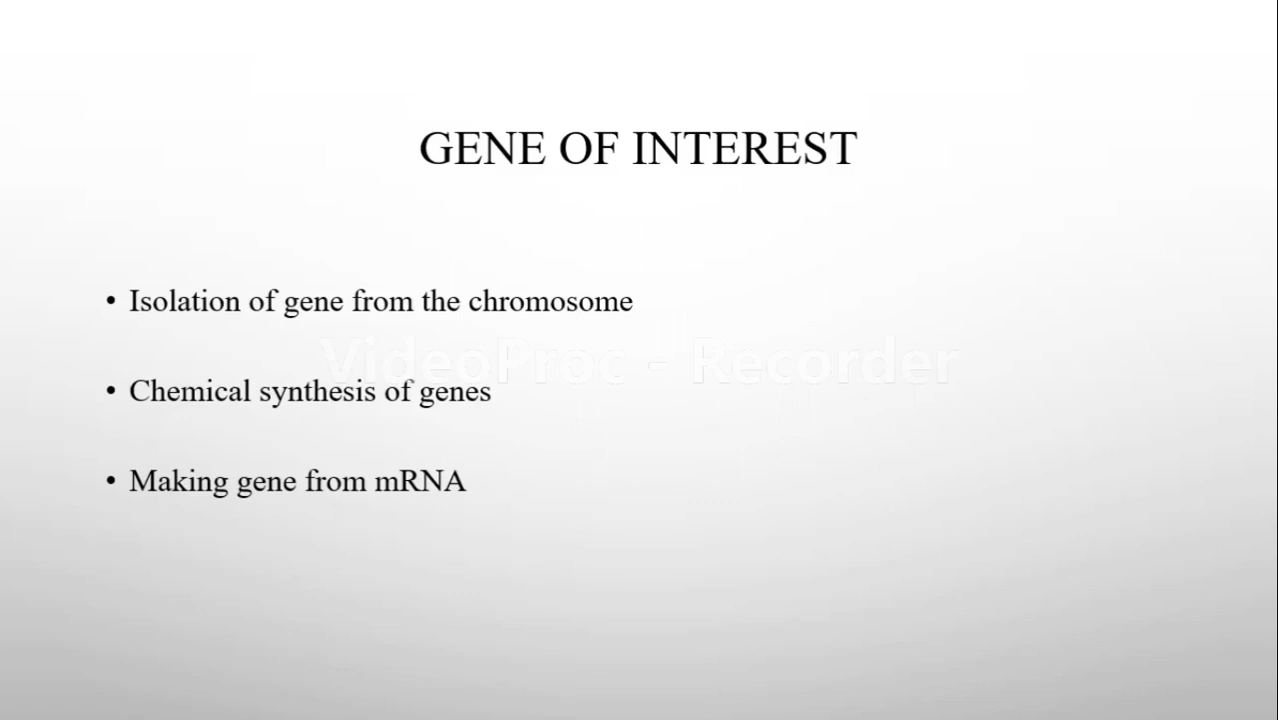 GENE OF INTEREST
• Isolation of gene from the chromosome
VideoProc - Recorder
• Chemical synthesis of genes
• Making gene from mRNA